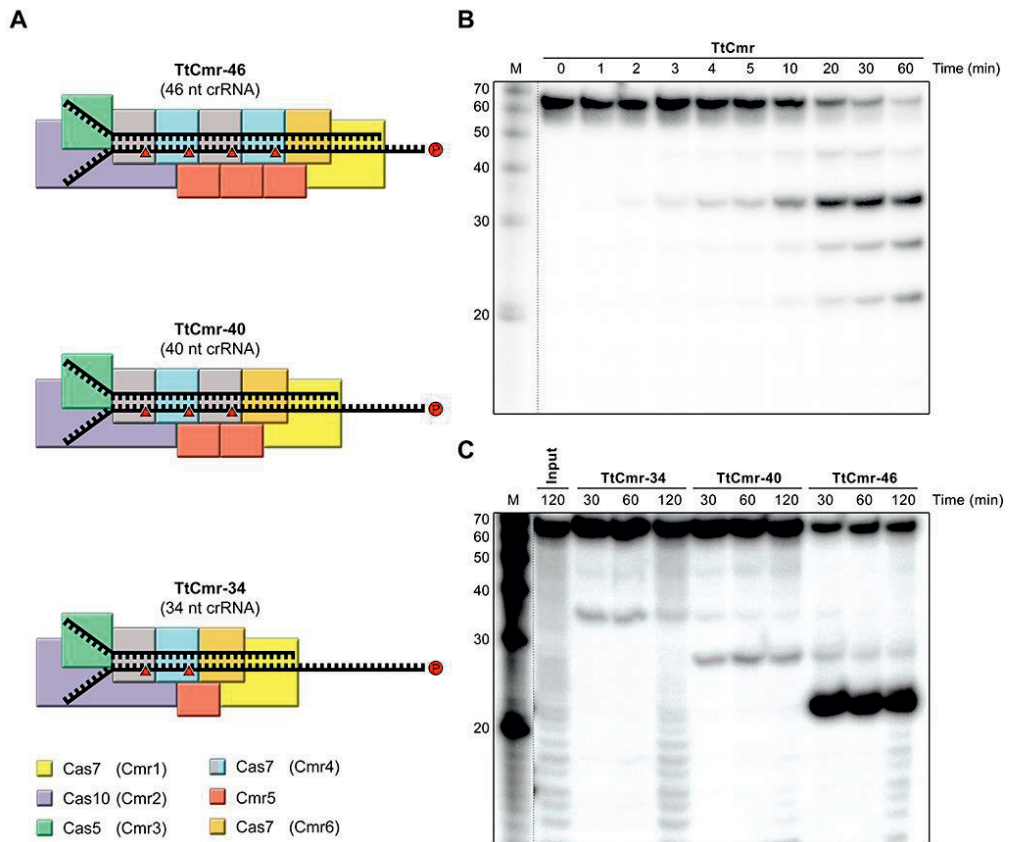 A
TtCmr-46
(46 nt crRNA)
P
TtCmr-40
(40 nt crRNA)
P
TtCmr-34
(34 nt crRNA)
P
Cas7 (Cmr1)
Cas7 (Cmr4)
Cas10 (Cmr2)
Cmr5
Cas5 (Cmr3)
Cas7 (Cmr6)
B
TtCmr
M 0 1 2 3 4 5 10 20 30 60 Time (min)
70
60
50
40
30
20
C
Input TtCmr-34 TtCmr-40 TtCmr-46
M 120 30 60 120 30 60 120 30 60 120 Time (min)
70
60
50
40
30
20